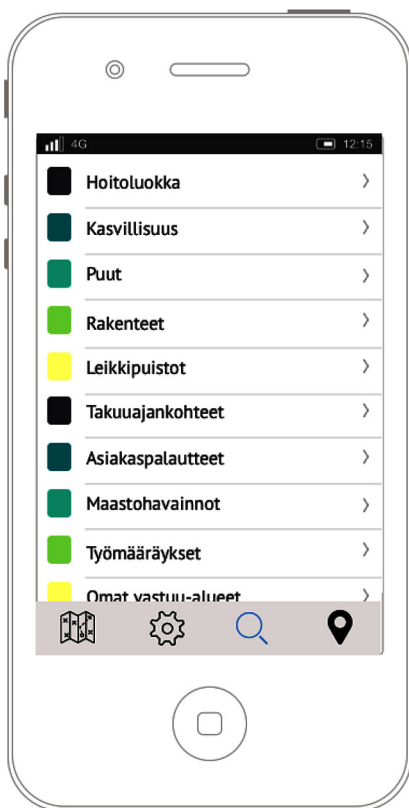 4G 12:15
Hoitoluokka
Kasvillisuus
Puut
Rakenteet
Leikkipuistot
Takuuajankohteet
Asiakaspalautteet
Maastohavainnot
Työmääräykset
Omat vastuu-alueet